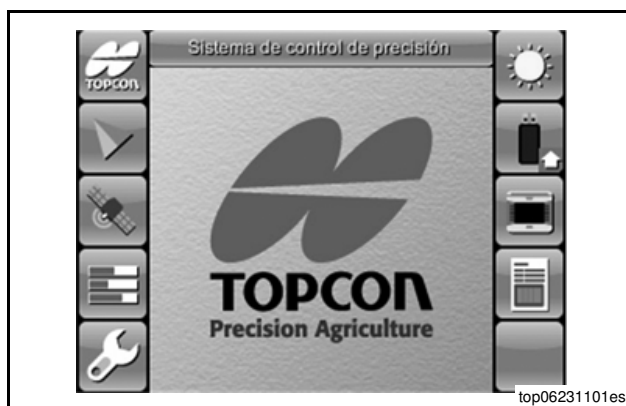 Sistema de control de precisión
TOPCON
TOPCON
Precision Agriculture
top06231101es